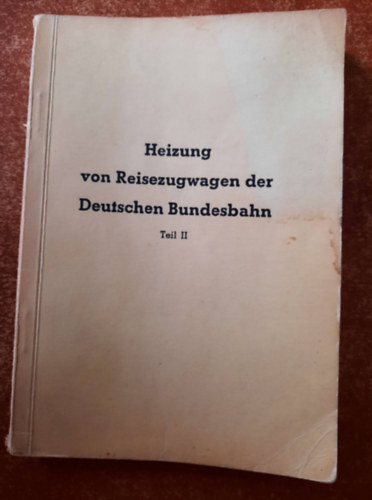 Heizung
von Reisezugwagen der
Deutschen Bundesbahn
Teil II